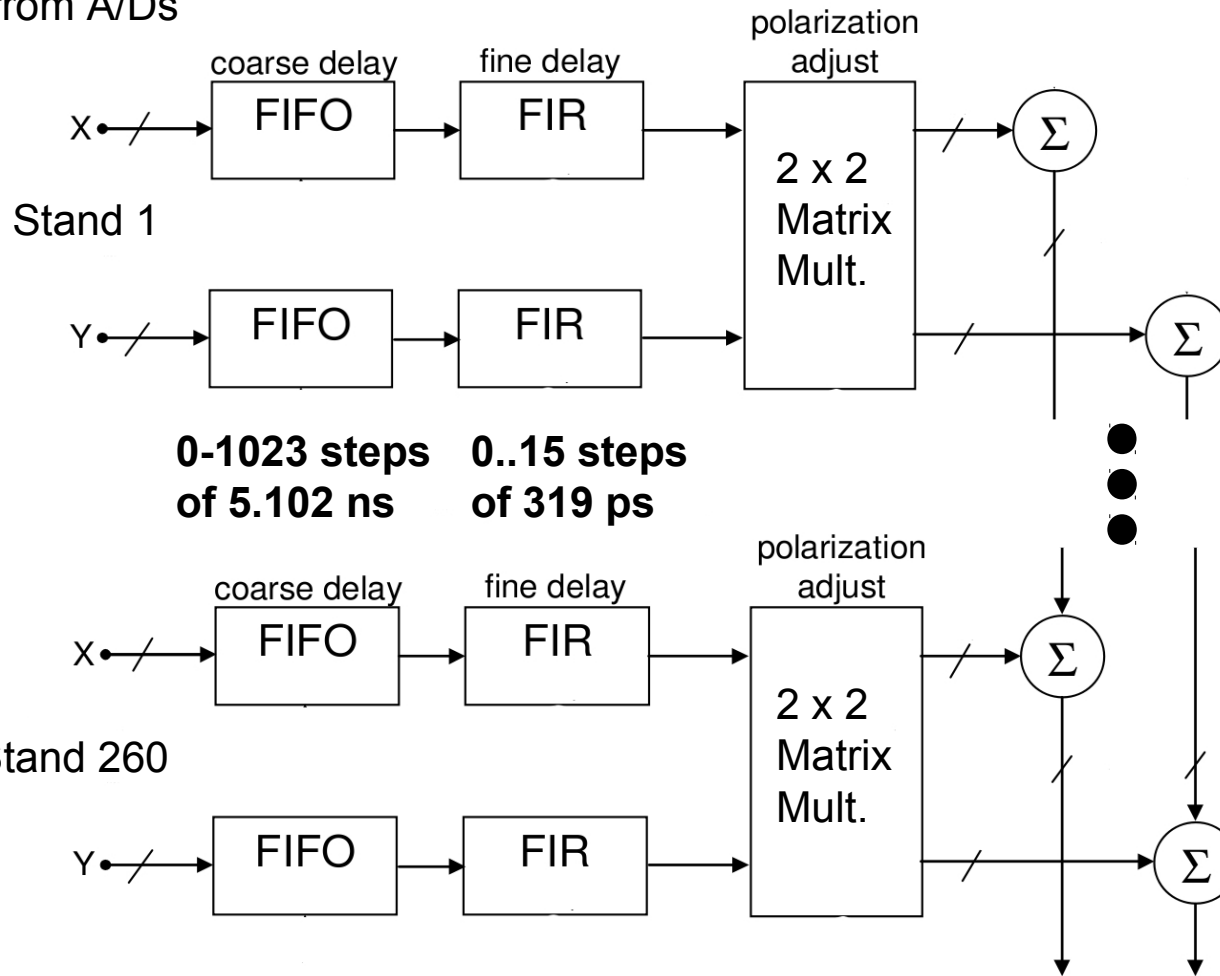 from A/Ds
polarization
adjust
coarse delay
fine delay
FIFO
FIR
X
Σ
2 x 2
Matrix
Mult.
Stand 1
Y
FIFO
FIR
Σ
0-1023 steps
of 5.102 ns
0..15 steps
of 319 ps
polarization
adjust
coarse delay
fine delay
FIFO
FIR
X
Σ
2 x 2
Matrix
Mult.
Stand 260
Y
FIFO
FIR
Σ